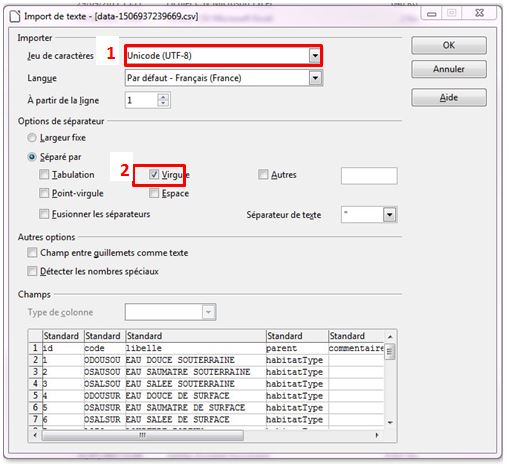 Import de texte - [data-1506937239669.csv]
Importer
Jeu de caractères 1 Unicode (UTF-8)
OK
Langue Par défaut - Français (France)
Annuler
À partir de la ligne 1
Aide
Options de séparateur
Largeur fixe
Séparé par
2
Tabulation Virgule Autres
Point-virgule Espace
Fusionner les séparateurs Séparateur de texte "
Autres options
Champ entre guillemets comme texte
Détecter les nombres spéciaux
Champs
Type de colonne
Standard Standard Standard Standard Standard
1 id code libelle parent commentaire
2 1 ODOUSOU EAU DOUCE SOUTERRAINE habitatType
3 2 OSAUSOU EAU SAUMATRE SOUTERRAINE habitatType
4 3 OSALSOU EAU SALEE SOUTERRAINE habitatType
5 4 ODOUSUR EAU DOUCE DE SURFACE habitatType
6 5 OSAUSUR EAU SAUMATRE DE SURFACE habitatType
7 6 OSALSUR EAU SALEE DE SURFACE habitatType